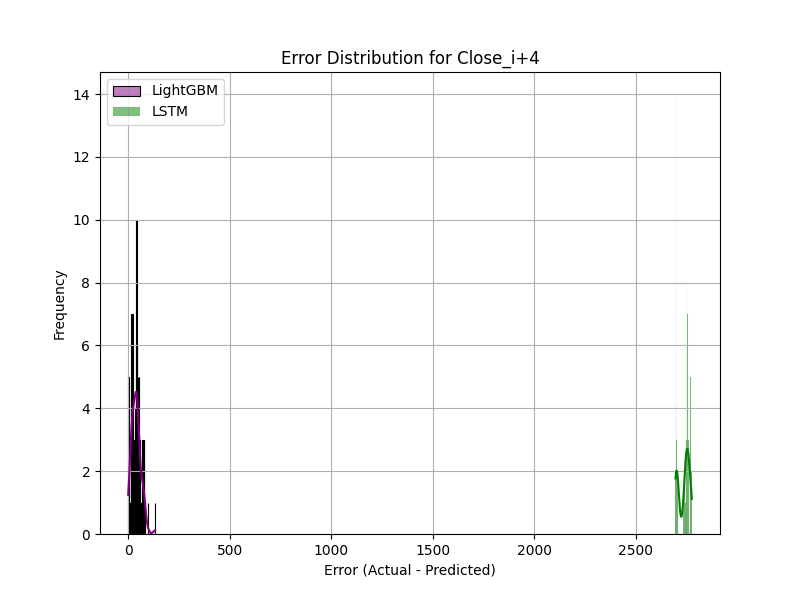 Error Distribution for Close_i+4
LightGBM
LSTM
14
12
10
8
6
4
2
0
Frequency
0
500
1000
1500
2000
2500
Error (Actual - Predicted)